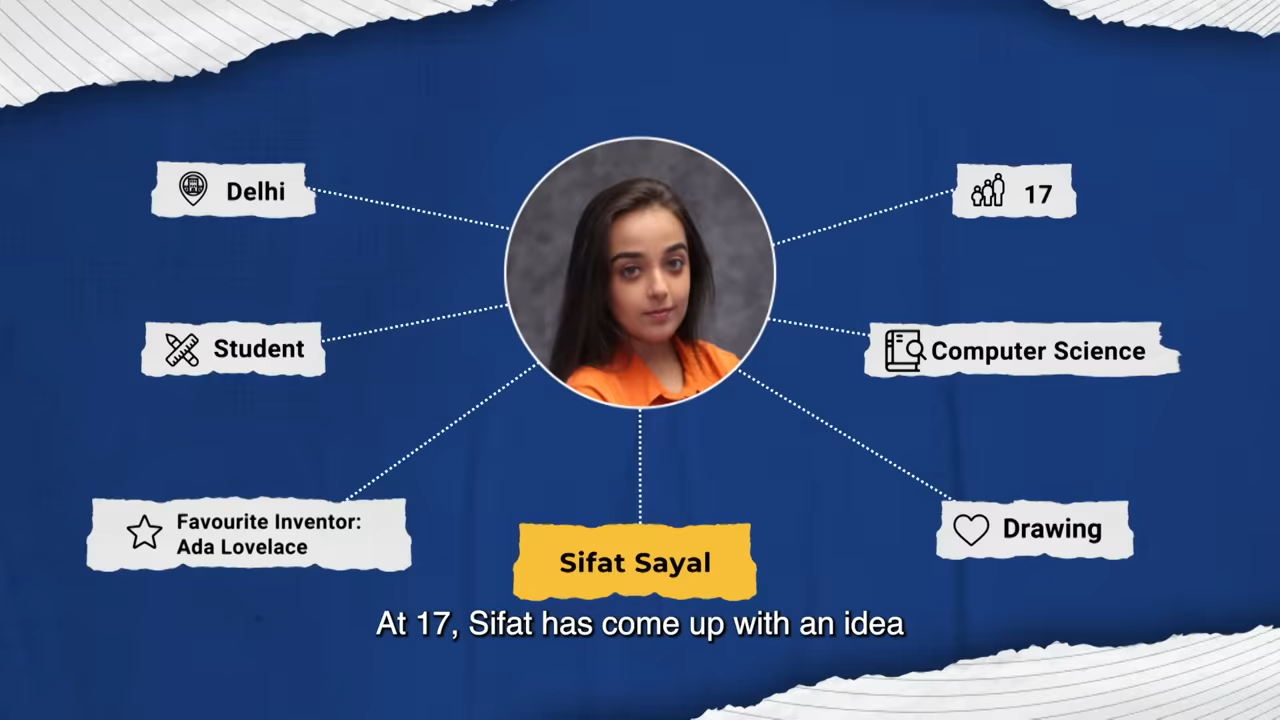 Delhi
17
Student
Computer Science
Favourite Inventor:
Ada Lovelace
Drawing
Sifat Sayal
At 17, Sifat has come up with an idea